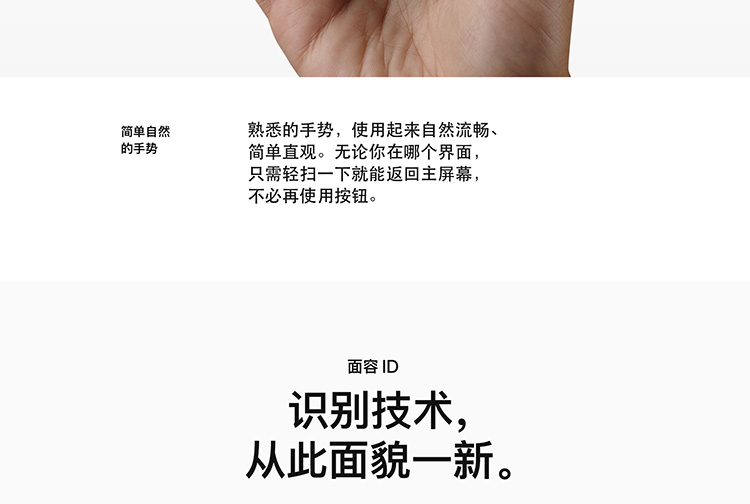 简单自然
的手势
熟悉的手势，使用起来自然流畅、
简单直观。无论你在哪个界面，
只需轻扫一下就能返回主屏幕，
不必再使用按钮。
面容 ID
识别技术，
从此面貌一新。